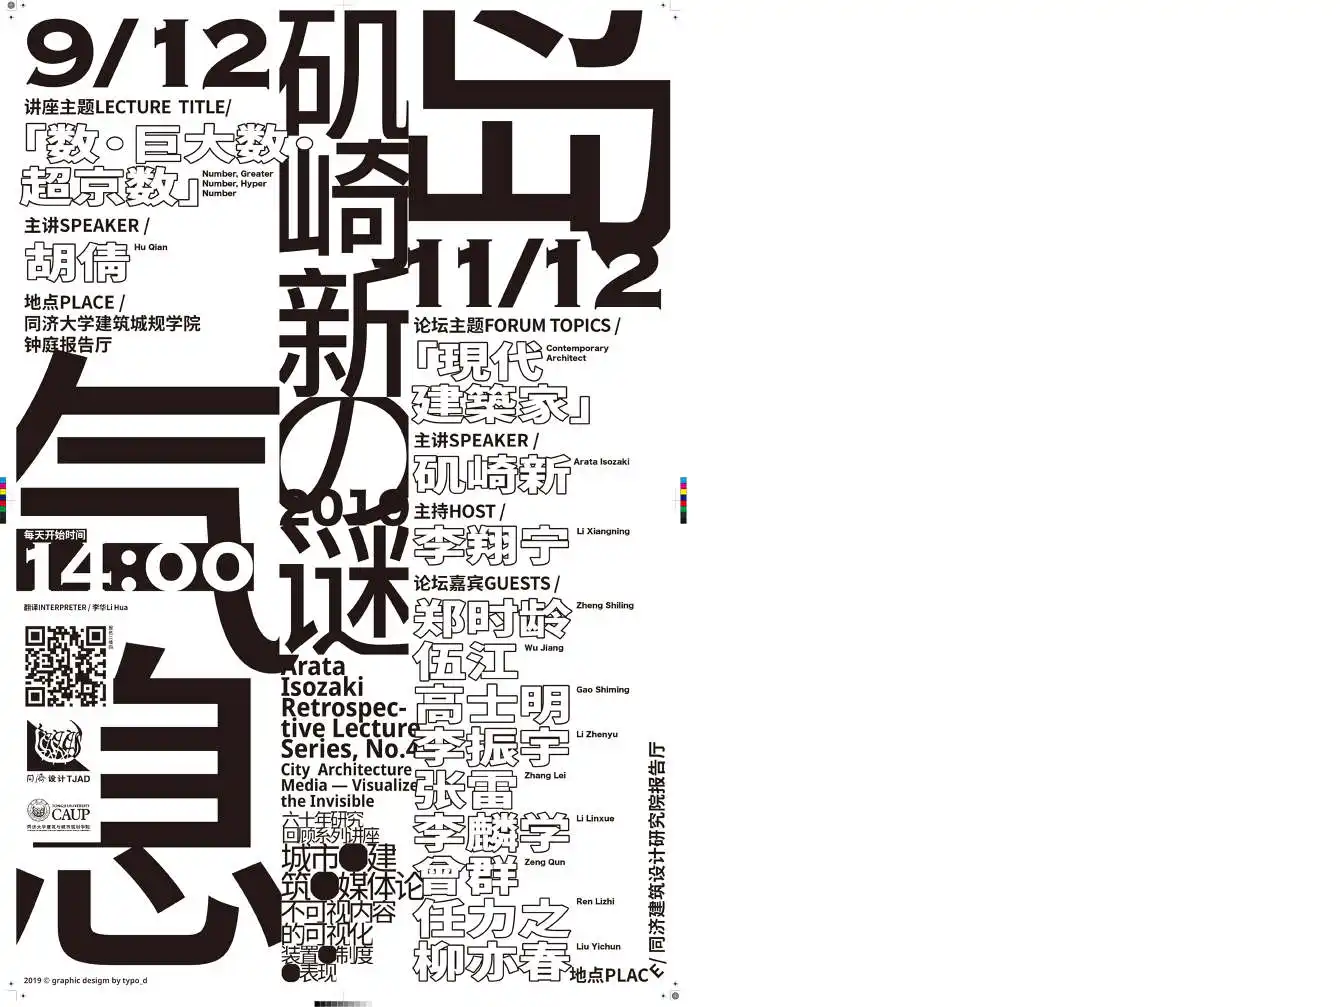 9/12
讲座主题LECTURE TITLE/
「数·巨大数·
超京数」
Number, Greater
Number, Hyper
Number
主讲SPEAKER /
胡倩
Hu Qian
地点PLACE /
同济大学建筑城规学院
钟庭报告厅
矶
崎
新
の
谜
2019
岛
气
息
每天开始时间
14:00
翻译INTERPRETER / 李华Li Hua
同济设计TJAD
TONGJI UNIVERSITY
CAUP
同济大学建筑与城市规划学院
2019 © graphic desigm by typo_d
Arata
Isozaki
Retrospec-
tive Lecture
Series, No.4
City Architecture
Media — Visualize
the Invisible
六十年研究
回顾系列讲座
城市●建
筑●媒体论
不可视内容
的可视化
装置●制度
●表现
11/12
论坛主题FORUM TOPICS /
「現代
建築家」
Contemporary
Architect
主讲SPEAKER /
矶崎新
Arata Isozaki
主持HOST /
李翔宁
Li Xiangning
论坛嘉宾GUESTS /
郑时龄
Zheng Shiling
伍江
Wu Jiang
高士明
Gao Shiming
李振宇
Li Zhenyu
张雷
Zhang Lei
李麟学
Li Linxue
曾群
Zeng Qun
任力之
Ren Lizhi
柳亦春
Liu Yichun
地点PLACE/ 同济建筑设计研究院报告厅